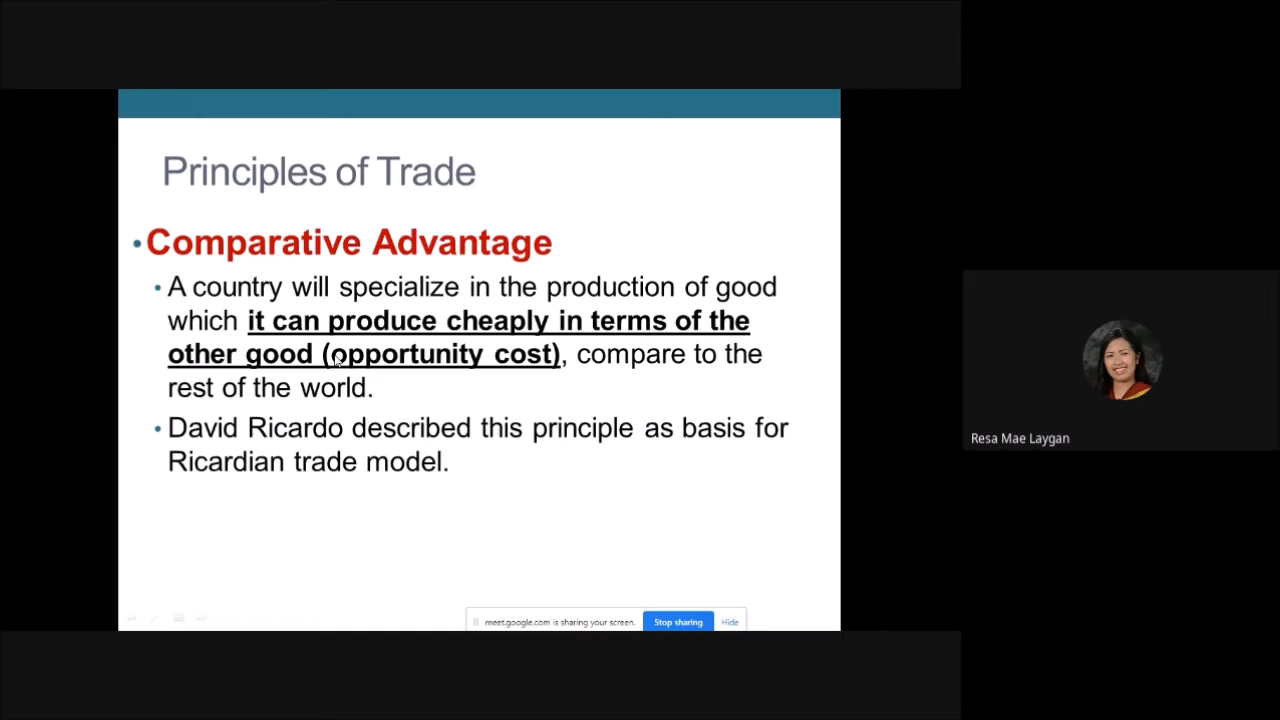 Principles of Trade
• Comparative Advantage
• A country will specialize in the production of good
which it can produce cheaply in terms of the
other good (opportunity cost), compare to the
rest of the world.
• David Ricardo described this principle as basis for
Ricardian trade model.
meet.google.com is sharing your screen. Stop sharing Hide
Resa Mae Laygan